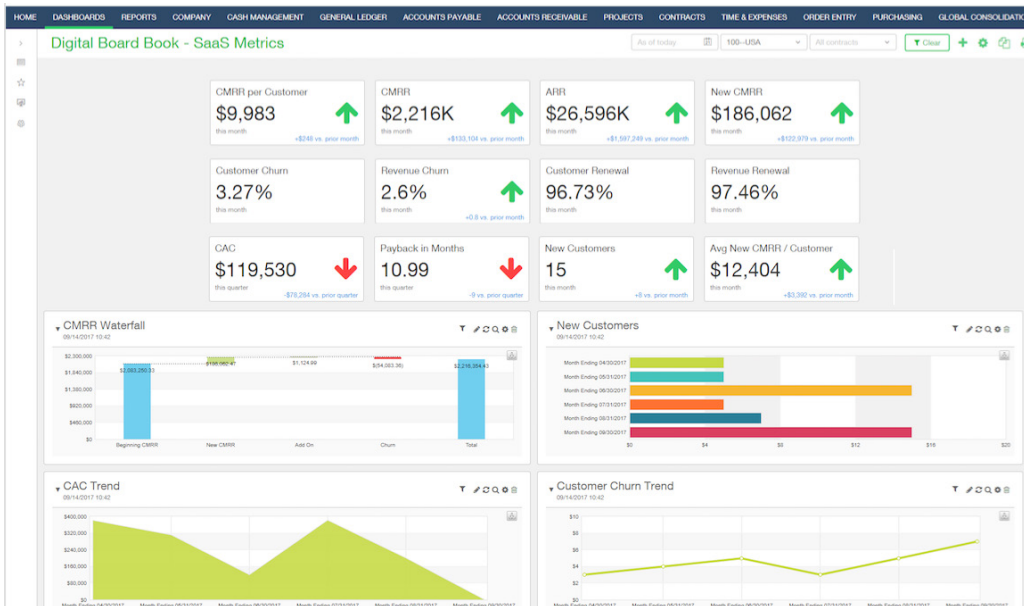 HOME DASHBOARDS REPORTS COMPANY CASH MANAGEMENT GENERAL LEDGER ACCOUNTS PAYABLE ACCOUNTS RECEIVABLE PROJECTS CONTRACTS TIME & EXPENSES ORDER ENTRY PURCHASING GLOBAL CONSOLIDATIO
Digital Board Book - SaaS Metrics
As of today
100--USA
All contracts
Clear
CMRR per Customer
$9,983
this month
+$248 vs. prior month
CMRR
$2,216K
this month
+$133,104 vs. prior month
ARR
$26,596K
this month
+$1,597,249 vs. prior month
New CMRR
$186,062
this month
+$122,979 vs. prior month
Customer Churn
3.27%
this month
Revenue Churn
2.6%
this month
+0.8 vs. prior month
Customer Renewal
96.73%
this month
Revenue Renewal
97.46%
this month
CAC
$119,530
this quarter
-$78,264 vs. prior quarter
Payback in Months
10.99
this quarter
-9 vs. prior quarter
New Customers
15
this month
+8 vs. prior month
Avg New CMRR / Customer
$12,404
this month
+$3,392 vs. prior month
CMRR Waterfall
09/14/2017 10:42
$2,300,000
$1,840,000
$1,380,000
$920,000
$460,000
$0
$1,124.99
Beginning CMRR
New CMRR
Add On
Churn
Total
New Customers
09/14/2017 10:42
Month Ending 04/30/2017
Month Ending 05/31/2017
Month Ending 06/30/2017
Month Ending 07/31/2017
Month Ending 08/31/2017
Month Ending 09/30/2017
$0 $4 $8 $12 $16 $20
CAC Trend
09/14/2017 10:42
$400,000
$320,000
$240,000
$160,000
$80,000
$0
Customer Churn Trend
09/14/2017 10:42
$10
$8
$6
$4
$2
$0